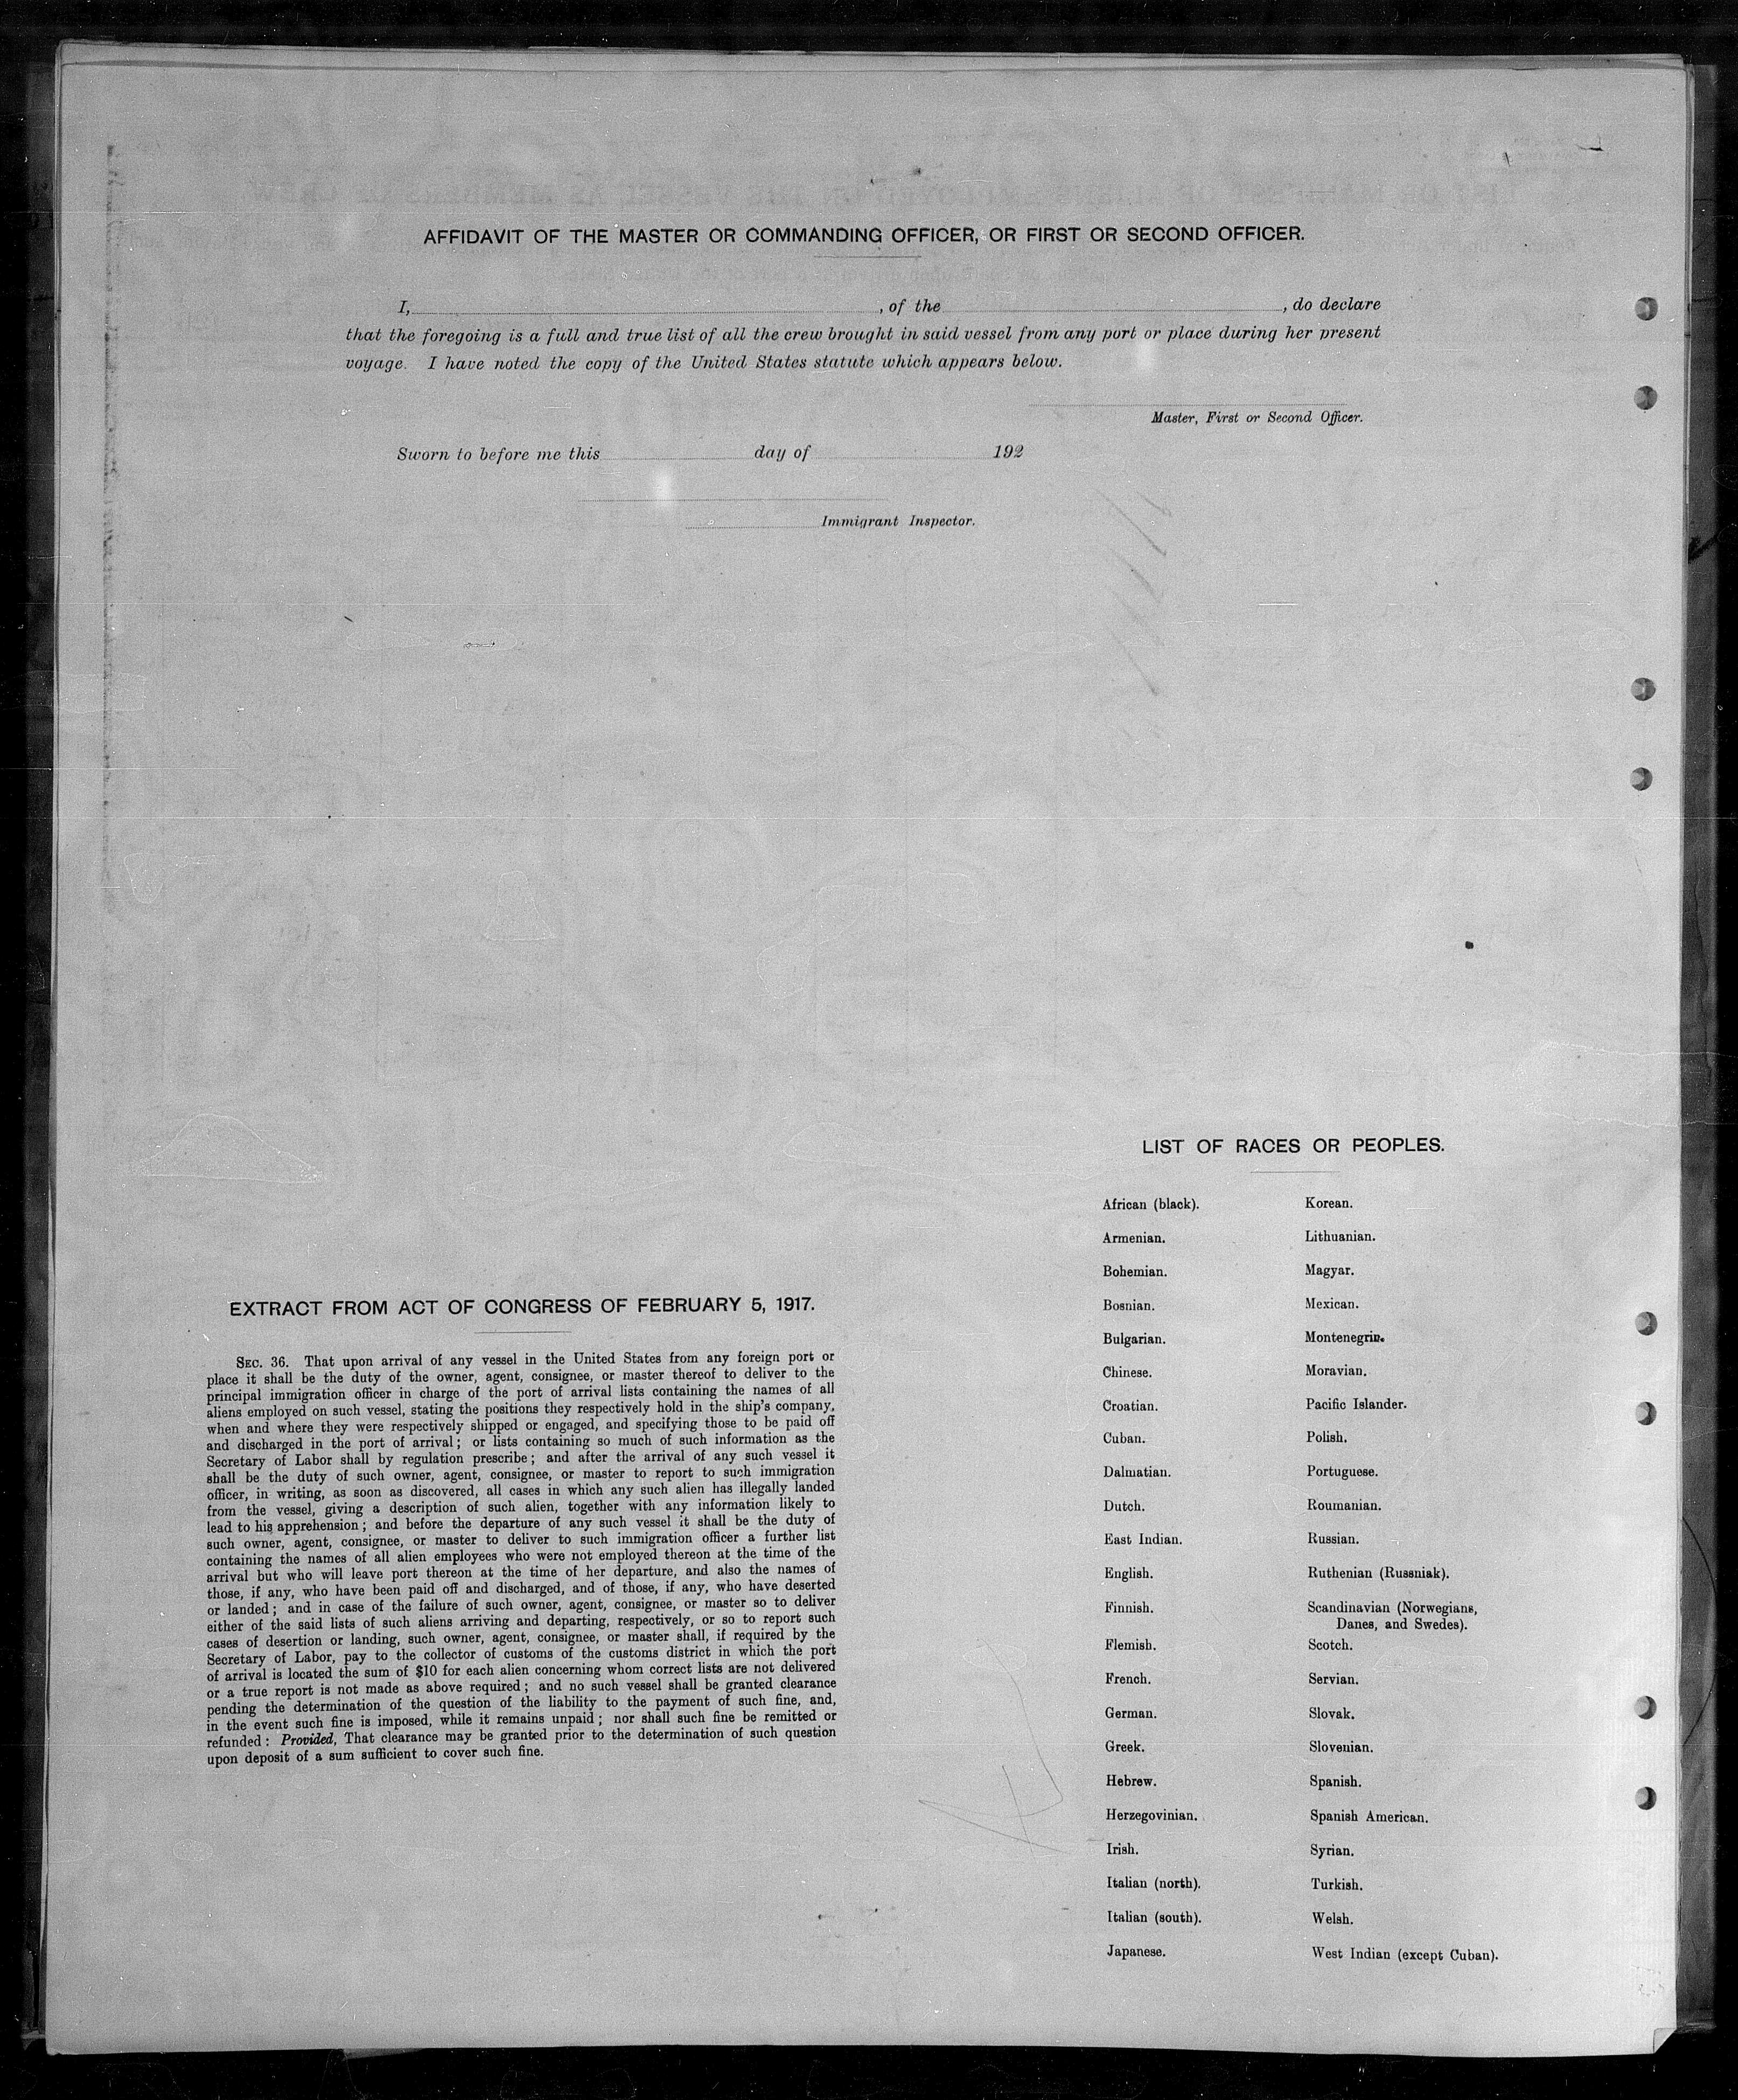 AFFIDAVIT OF THE MASTER OR COMMANDING OFFICER, OR FIRST OR SECOND OFFICER.
I, , of the , do declare
that the foregoing is a full and true list of all the crew brought in said vessel from any port or place during her present
voyage. I have noted the copy of the United States statute which appears below.
Master, First or Second Officer.
Sworn to before me this day of 192
Immigrant Inspector.
EXTRACT FROM ACT OF CONGRESS OF FEBRUARY 5, 1917.
SEC. 36. That upon arrival of any vessel in the United States from any foreign port or
place it shall be the duty of the owner, agent, consignee, or master thereof to deliver to the
principal immigration officer in charge of the port of arrival lists containing the names of all
aliens employed on such vessel, stating the positions they respectively hold in the ship's company,
when and where they were respectively shipped or engaged, and specifying those to be paid off
and discharged in the port of arrival; or lists containing so much of such information as the
Secretary of Labor shall by regulation prescribe; and after the arrival of any such vessel it
shall be the duty of such owner, agent, consignee, or master to report to such immigration
officer, in writing, as soon as discovered, all cases in which any such alien has illegally landed
from the vessel, giving a description of such alien, together with any information likely to
lead to his apprehension; and before the departure of any such vessel it shall be the duty of
such owner, agent, consignee, or master to deliver to such immigration officer a further list
containing the names of all alien employees who were not employed thereon at the time of the
arrival but who will leave port thereon at the time of her departure, and also the names of
those, if any, who have been paid off and discharged, and of those, if any, who have deserted
or landed; and in case of the failure of such owner, agent, consignee, or master so to deliver
either of the said lists of such aliens arriving and departing, respectively, or so to report such
cases of desertion or landing, such owner, agent, consignee, or master shall, if required by the
Secretary of Labor, pay to the collector of customs of the customs district in which the port
of arrival is located the sum of $10 for each alien concerning whom correct lists are not delivered
or a true report is not made as above required; and no such vessel shall be granted clearance
pending the determination of the question of the liability to the payment of such fine, and,
in the event such fine is imposed, while it remains unpaid; nor shall such fine be remitted or
refunded: Provided, That clearance may be granted prior to the determination of such question
upon deposit of a sum sufficient to cover such fine.
LIST OF RACES OR PEOPLES.
African (black).
Armenian.
Bohemian.
Bosnian.
Bulgarian.
Chinese.
Croatian.
Cuban.
Dalmatian.
Dutch.
East Indian.
English.
Finnish.
Flemish.
French.
German.
Greek.
Hebrew.
Herzegovinian.
Irish.
Italian (north).
Italian (south).
Japanese.
Korean.
Lithuanian.
Magyar.
Mexican.
Montenegrin.
Moravian.
Pacific Islander.
Polish.
Portuguese.
Roumanian.
Russian.
Ruthenian (Russniak).
Scandinavian (Norwegians,
Danes, and Swedes).
Scotch.
Servian.
Slovak.
Slovenian.
Spanish.
Spanish American.
Syrian.
Turkish.
Welsh.
West Indian (except Cuban).